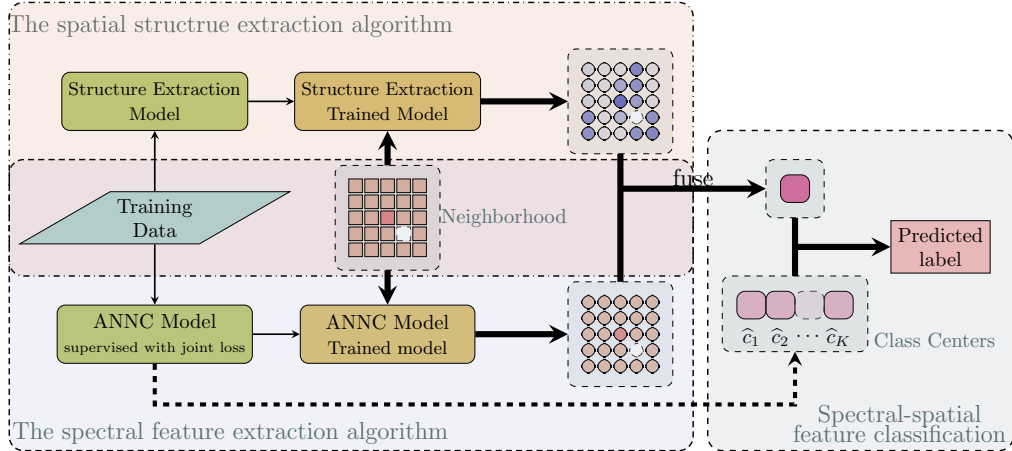 The spatial structrue extraction algorithm
Structure Extraction
Model
Structure Extraction
Trained Model
Training
Data
Neighborhood
fuse
Predicted
label
ANNC Model
supervised with joint loss
ANNC Model
Trained model
ĉ₁ ĉ₂ ⋯ ĉ_K
Class Centers
The spectral feature extraction algorithm
Spectral-spatial
feature classification